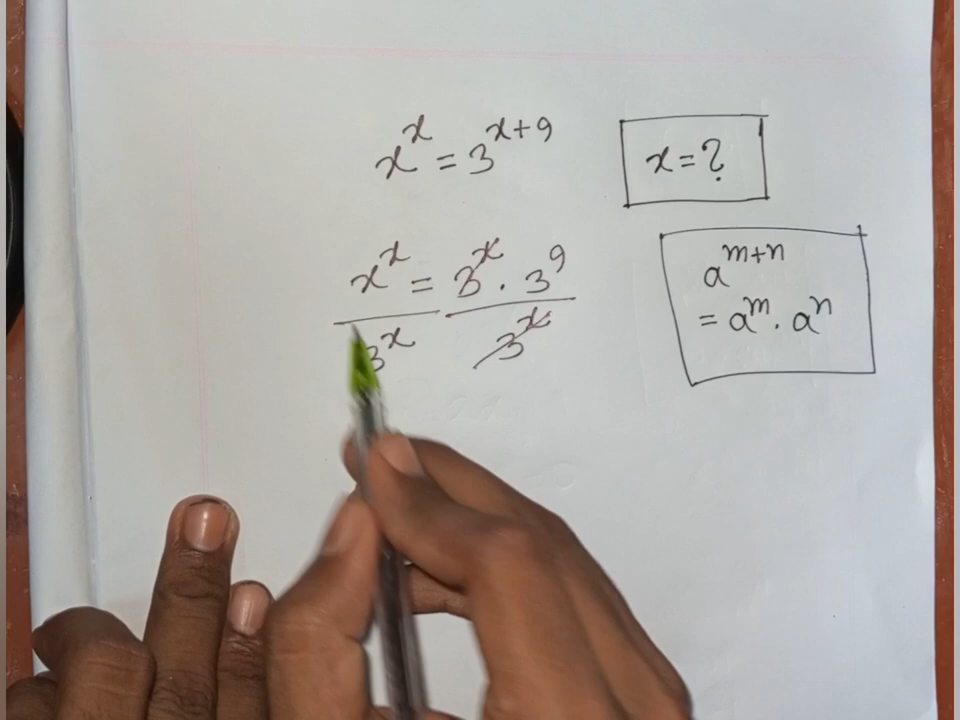 x^x = 3^(x+9)
x = ?
x^x = 3^x . 3^9
3^x 3^x
a^(m+n)
= a^m . a^n